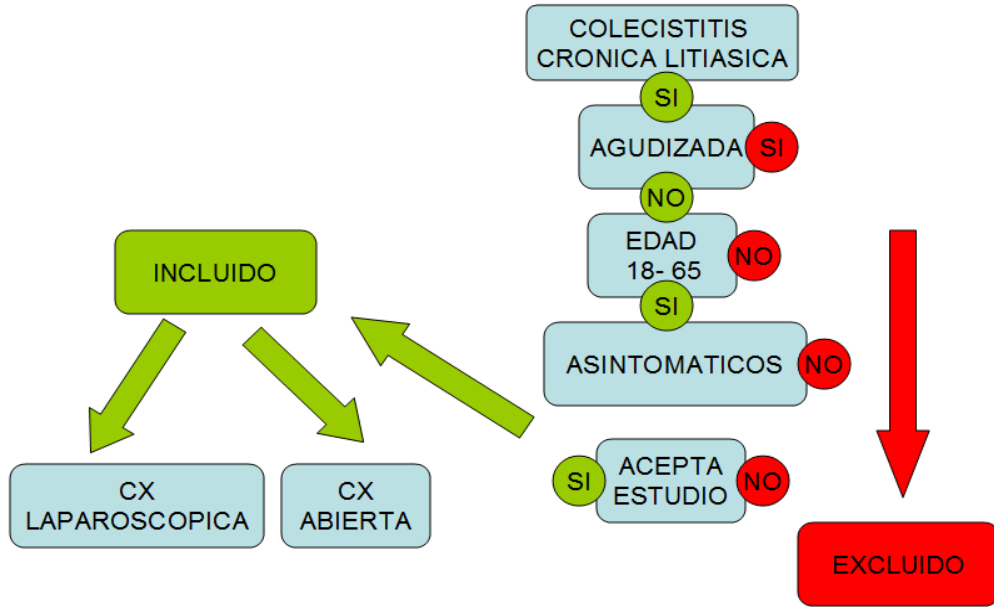 COLECISTITIS
CRONICA LITIASICA
SI
AGUDIZADA
SI
NO
EDAD
18- 65
NO
SI
ASINTOMATICOS
NO
SI
ACEPTA
ESTUDIO
NO
INCLUIDO
CX
LAPAROSCOPICA
CX
ABIERTA
EXCLUIDO